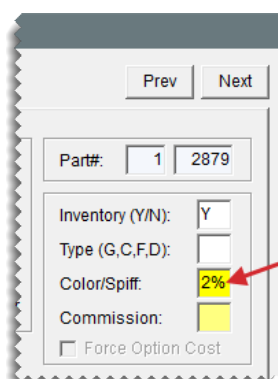 Prev Next
Part#: 1 2879
Inventory (Y/N): Y
Type (G,C,F,D):
Color/Spiff: 2%
Commission:
Force Option Cost